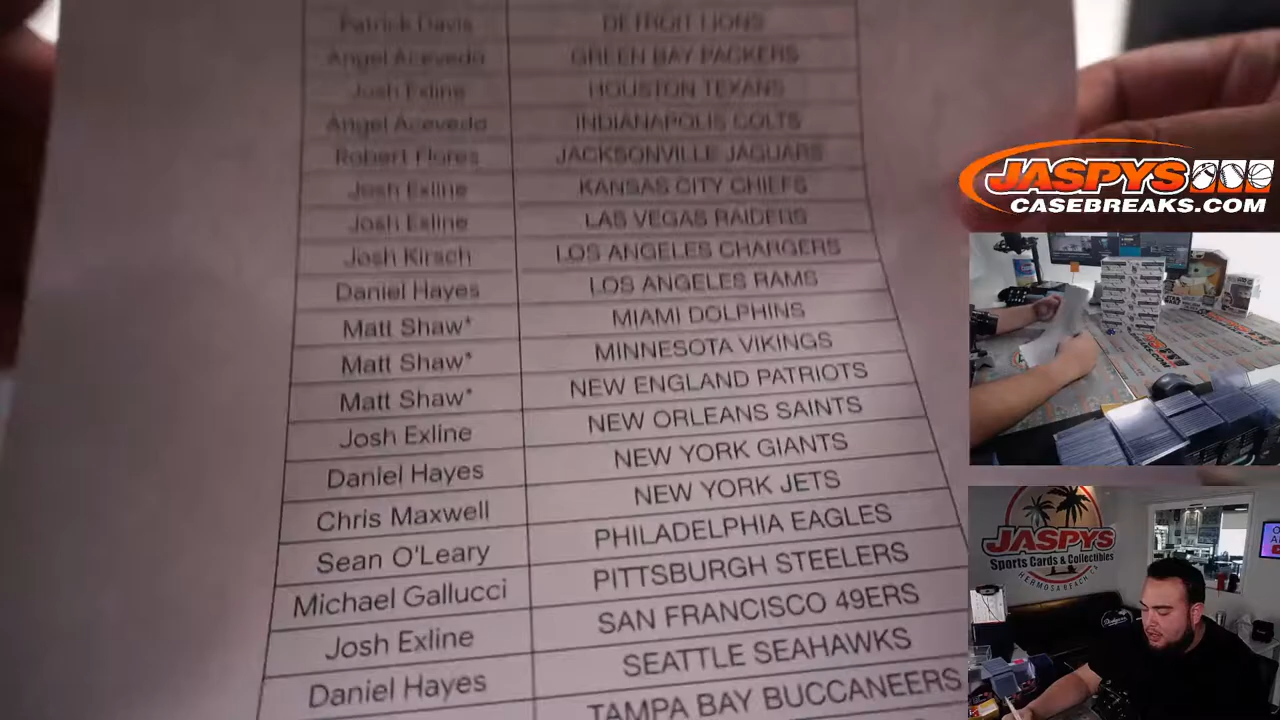 Patrick Davis DETROIT LIONS
Angel Acevedo GREEN BAY PACKERS
Josh Exline HOUSTON TEXANS
Angel Acevedo INDIANAPOLIS COLTS
Robert Flores JACKSONVILLE JAGUARS
Josh Exline KANSAS CITY CHIEFS
Josh Exline LAS VEGAS RAIDERS
Josh Kirsch LOS ANGELES CHARGERS
Daniel Hayes LOS ANGELES RAMS
Matt Shaw* MIAMI DOLPHINS
Matt Shaw* MINNESOTA VIKINGS
Matt Shaw* NEW ENGLAND PATRIOTS
Josh Exline NEW ORLEANS SAINTS
Daniel Hayes NEW YORK GIANTS
Chris Maxwell NEW YORK JETS
Sean O'Leary PHILADELPHIA EAGLES
Michael Gallucci PITTSBURGH STEELERS
Josh Exline SAN FRANCISCO 49ERS
Daniel Hayes SEATTLE SEAHAWKS
TAMPA BAY BUCCANEERS
JASPYS
CASEBREAKS.COM
JASPYS
Sports Cards & Collectibles
HERMOSA BEACH, CA
Dodgers